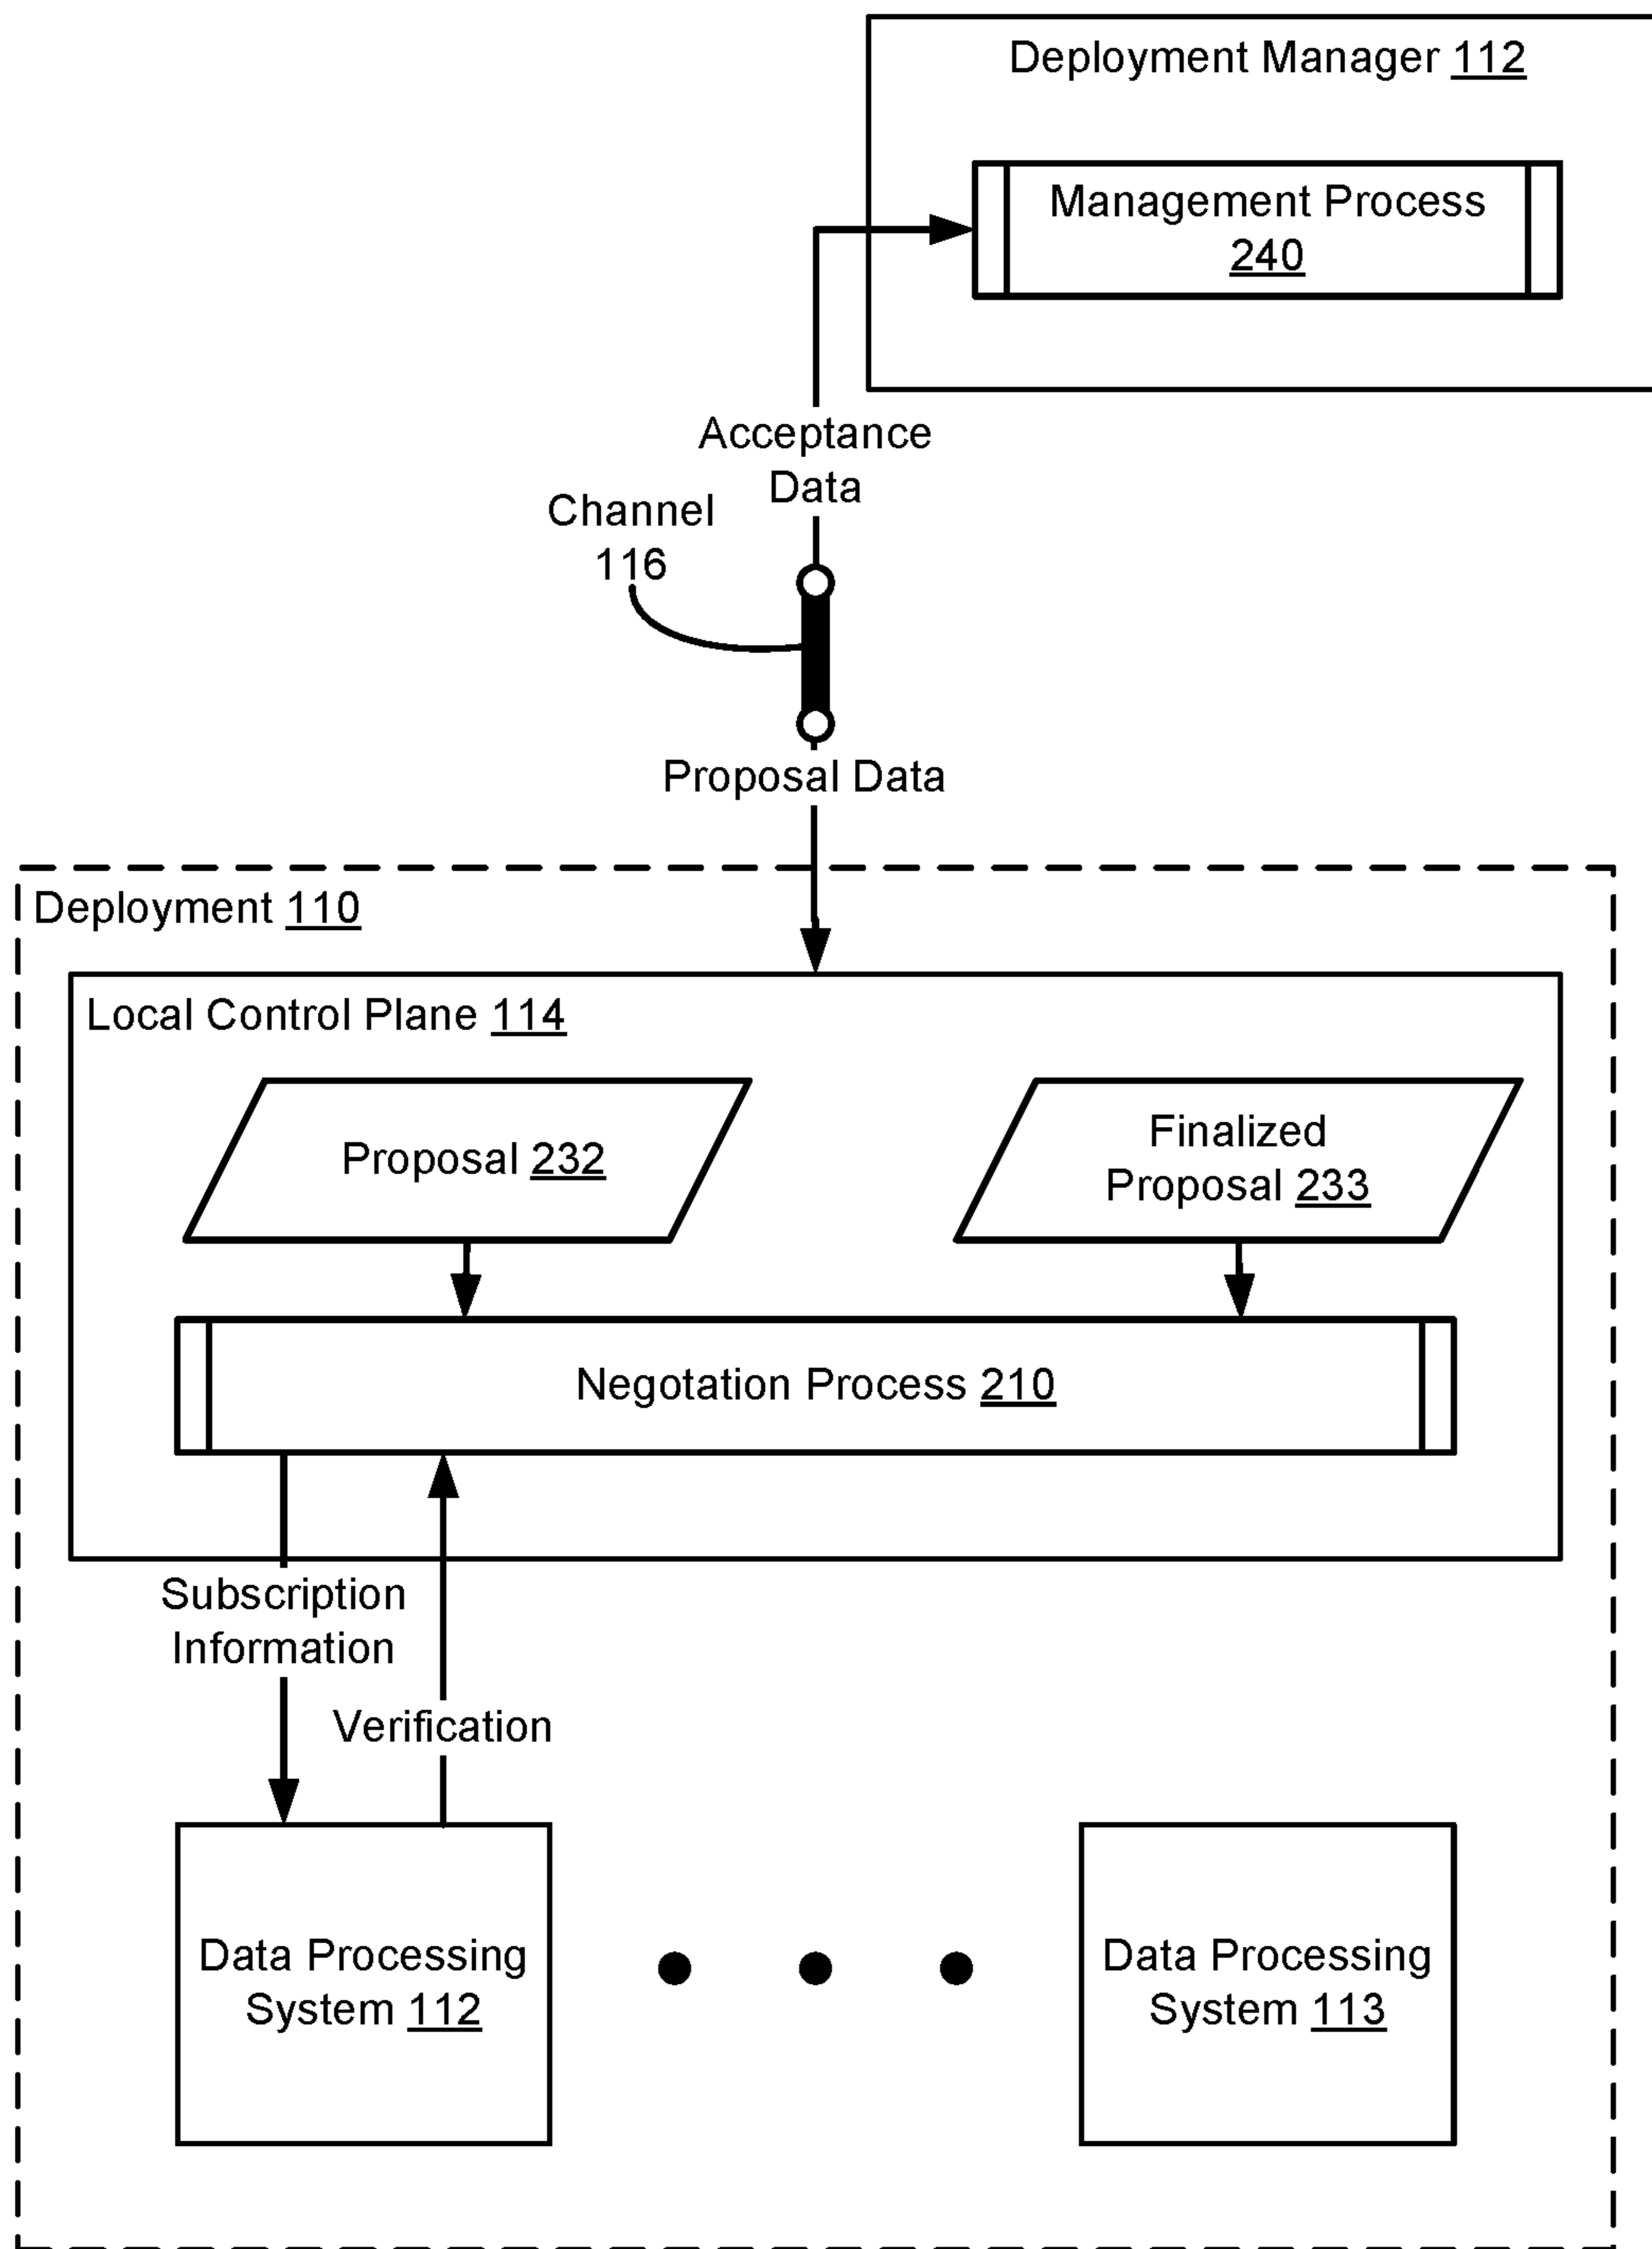 Deployment Manager 112
Management Process
240
Acceptance
Data
Channel
116
Proposal Data
Deployment 110
Local Control Plane 114
Proposal 232
Finalized
Proposal 233
Negotation Process 210
Subscription
Information
Verification
Data Processing
System 112
Data Processing
System 113